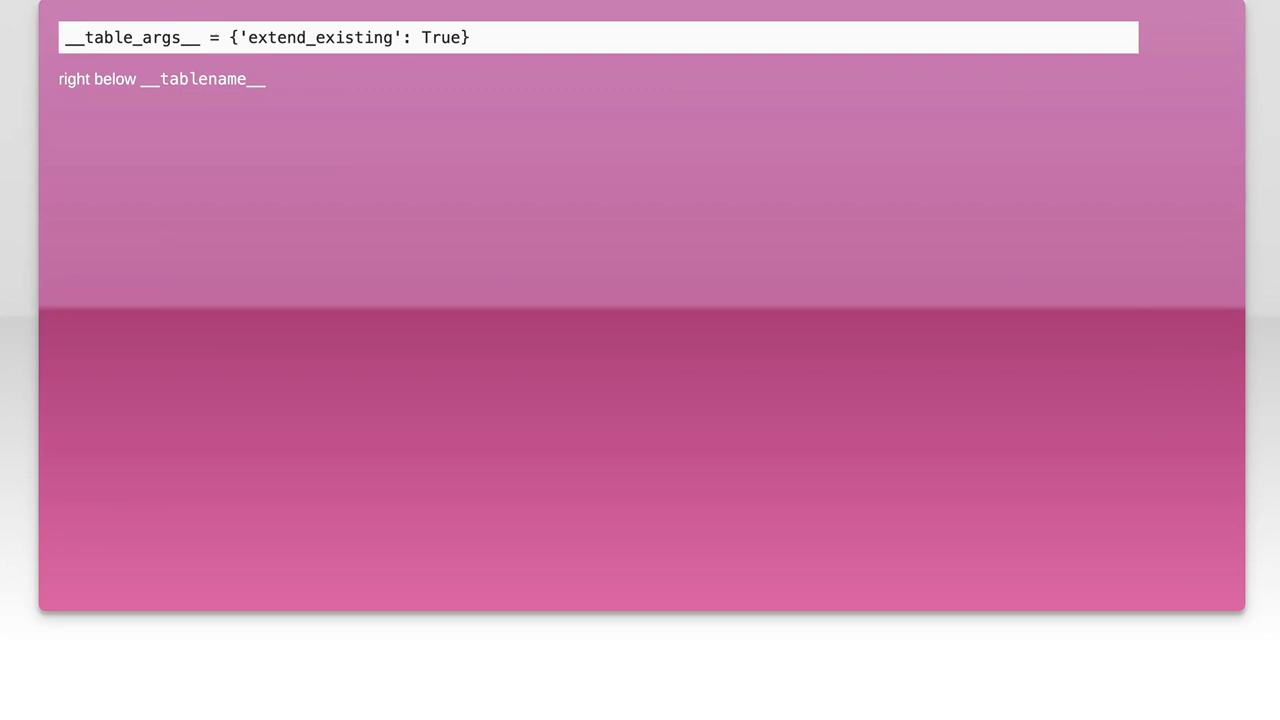 __table_args__ = {'extend_existing': True}
right below __tablename__